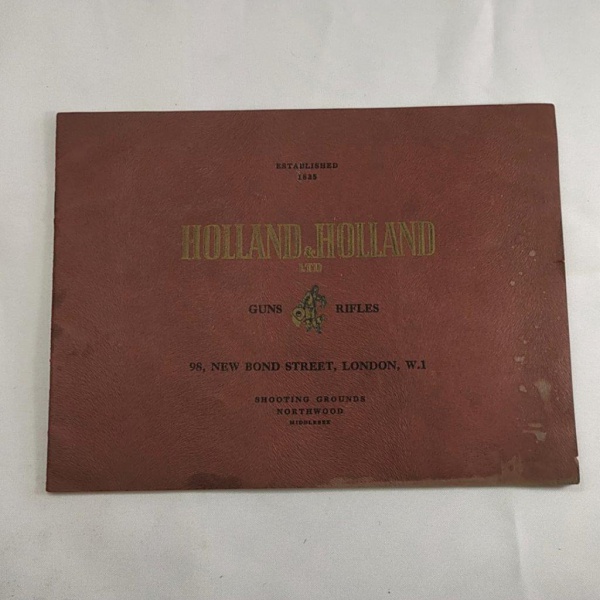 ESTABLISHED
1835
HOLLAND & HOLLAND
LTD
GUNS RIFLES
98, NEW BOND STREET, LONDON, W.1
SHOOTING GROUNDS
NORTHWOOD
MIDDLESEX